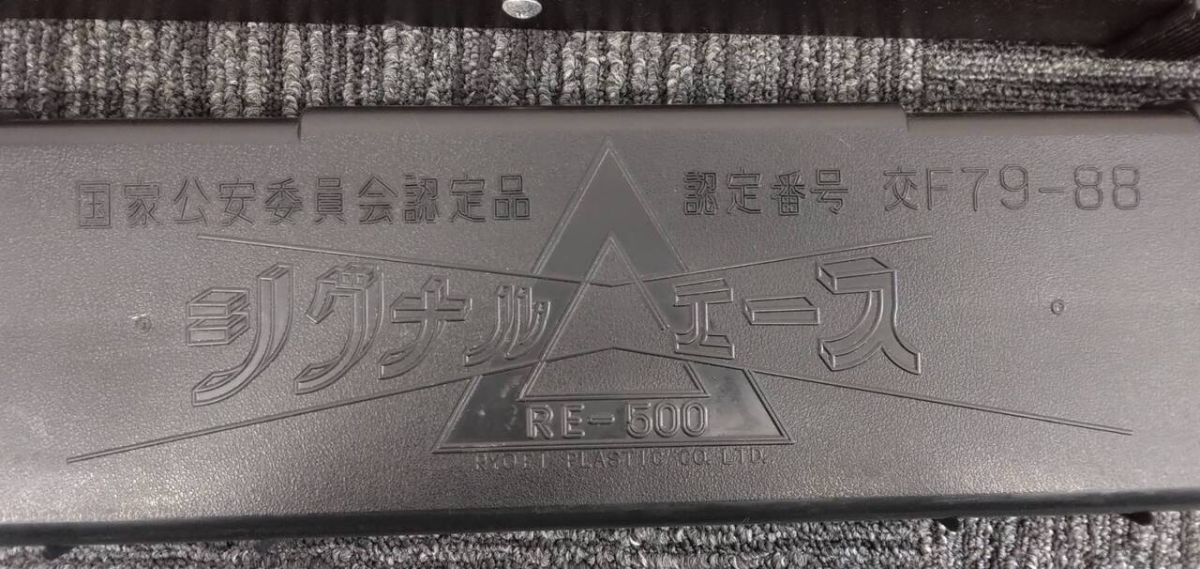 国家公安委員会認定品
認定番号 交F79-88
シグナルエース
RE-500
RYOEI PLASTIC CO. LTD.